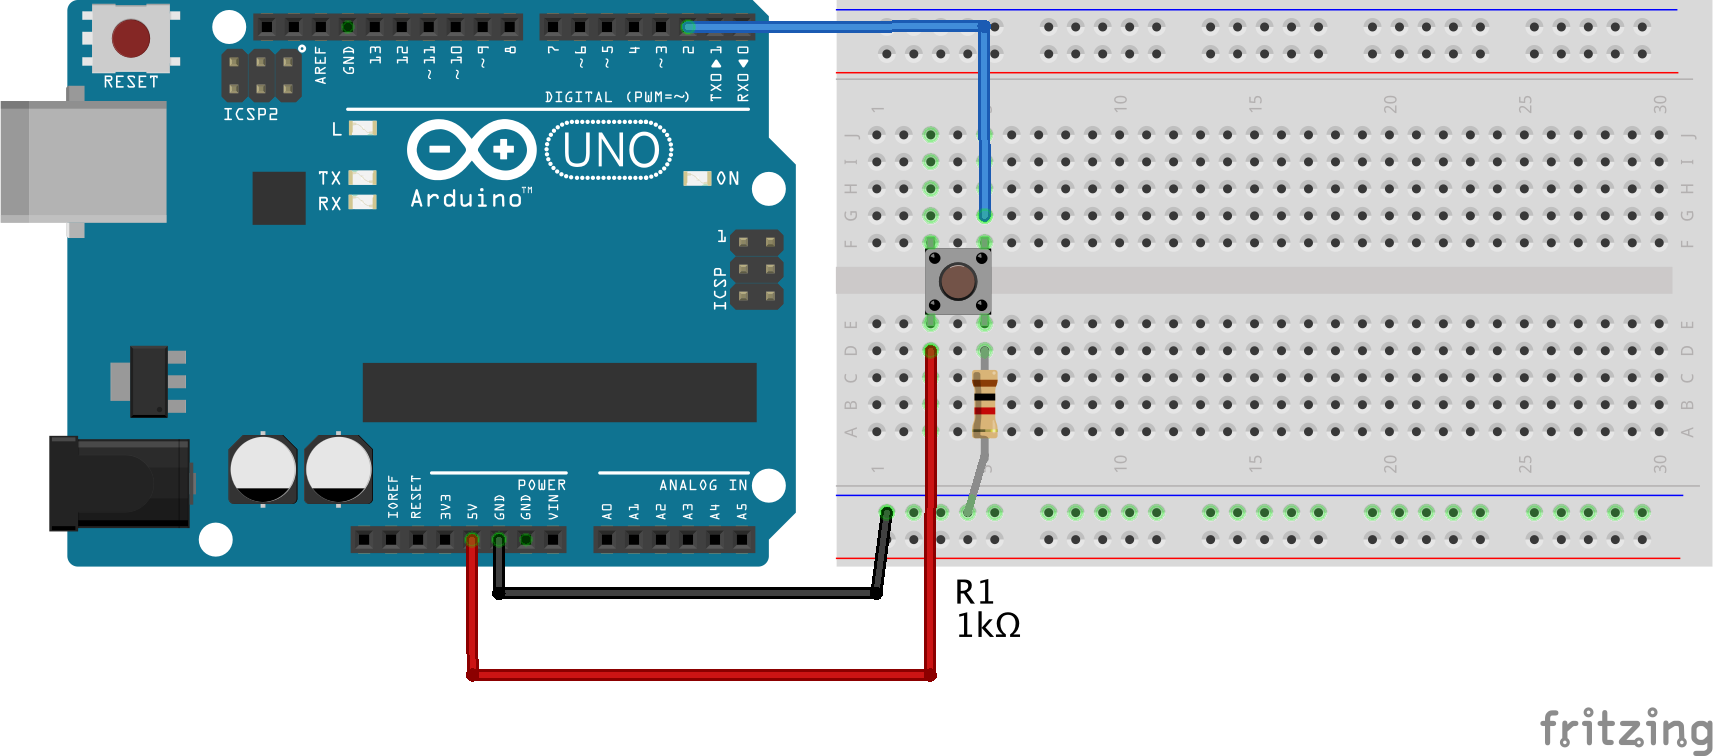 RESET
ICSP2
AREF
GND
13
12
~11
~10
~9
8
7
~6
~5
4
~3
2
TX0 ▶ 1
RX0 ◀ 0
DIGITAL (PWM=~)
L
TX
RX
Arduino™
UNO
ON
1
ICSP
IOREF
RESET
3V3
5V
GND
GND
VIN
POWER
ANALOG IN
A0
A1
A2
A3
A4
A5
1
10
15
20
25
30
J
I
H
G
F
E
D
C
B
A
J
I
H
G
F
E
D
C
B
A
1
5
10
15
20
25
30
R1
1kΩ
fritzing